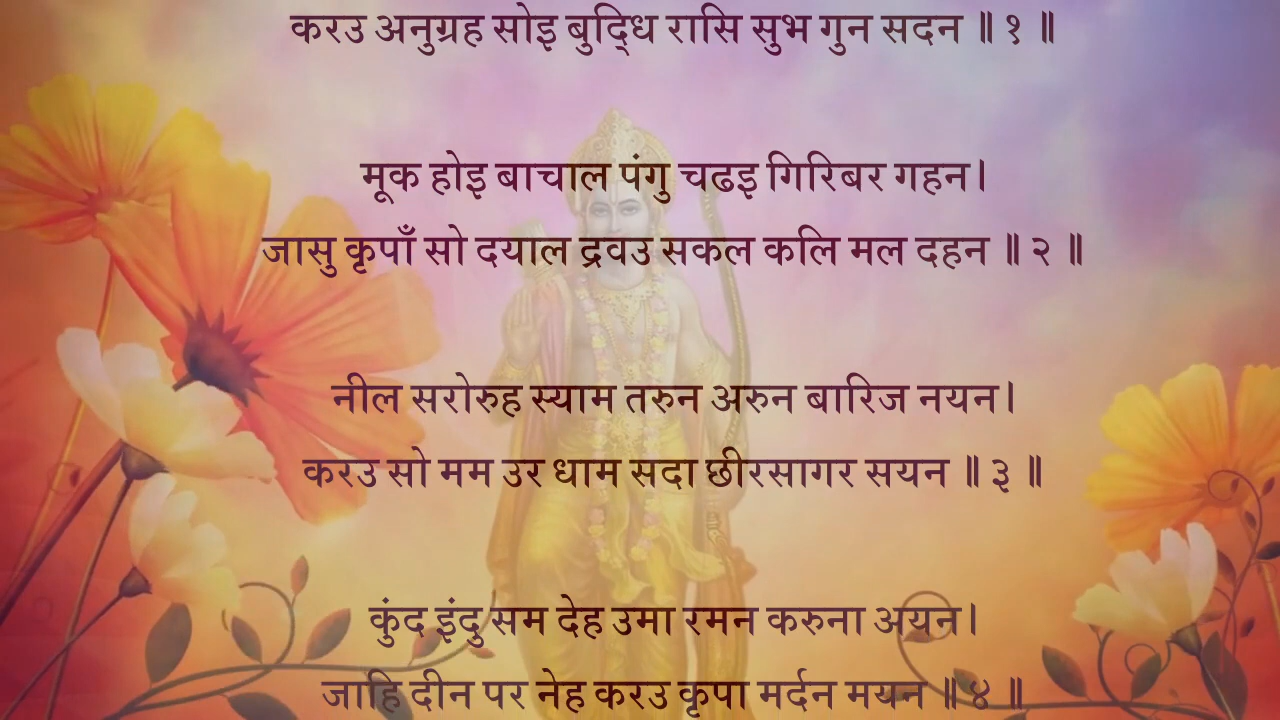 करउ अनुग्रह सोइ बुद्धि रासि सुभ गुन सदन ॥ १ ॥
मूक होइ बाचाल पंगु चढइ गिरिबर गहन।
जासु कृपाँ सो दयाल द्रवउ सकल कलि मल दहन ॥ २ ॥
नील सरोरुह स्याम तरुन अरुन बारिज नयन।
करउ सो मम उर धाम सदा छीरसागर सयन ॥ ३ ॥
कुंद इंदु सम देह उमा रमन करुना अयन।
जाहि दीन पर नेह करउ कृपा मर्दन मयन ॥ ४ ॥